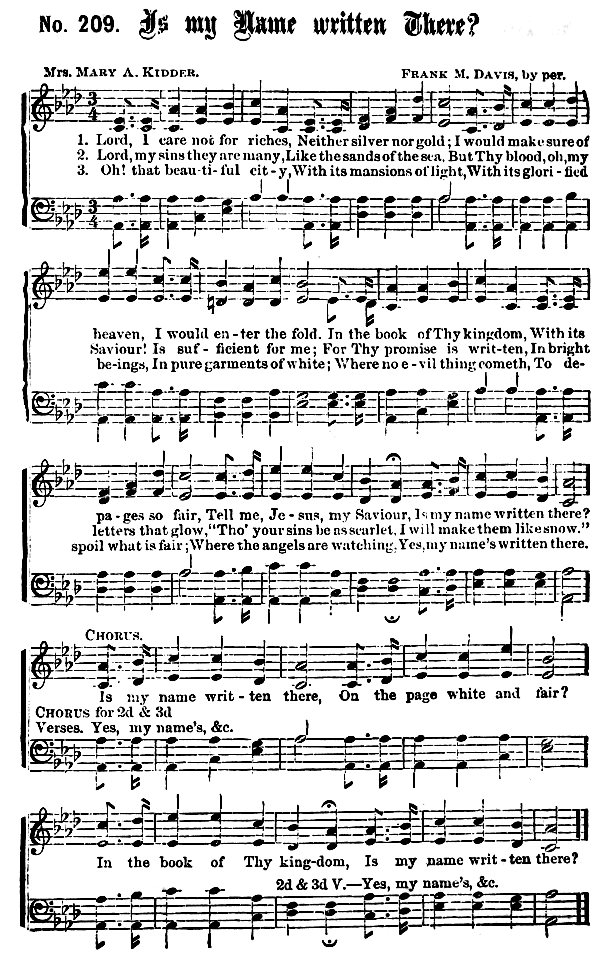 No. 209. Is my Name written There?
Mrs. MARY A. KIDDER. FRANK M. DAVIS, by per.
1. Lord, I care not for riches, Neither silver nor gold; I would make sure of
2. Lord, my sins they are many, Like the sands of the sea, But Thy blood, oh, my
3. Oh! that beau-ti-ful cit-y, With its mansions of light, With its glori-fied
heaven, I would en-ter the fold. In the book of Thy kingdom, With its
Saviour! Is suf-ficient for me; For Thy promise is writ-ten, In bright
be-ings, In pure garments of white; Where no e-vil thing cometh, To de-
pa-ges so fair, Tell me, Je-sus, my Saviour, Is my name written there?
letters that glow, "Tho' your sins be as scarlet, I will make them like snow."
spoil what is fair; Where the angels are watching, Yes, my name's written there.
CHORUS.
Is my name writ-ten there, On the page white and fair?
CHORUS for 2d & 3d
Verses. Yes, my name's, &c.
In the book of Thy king-dom, Is my name writ-ten there?
2d & 3d V.—Yes, my name's, &c.